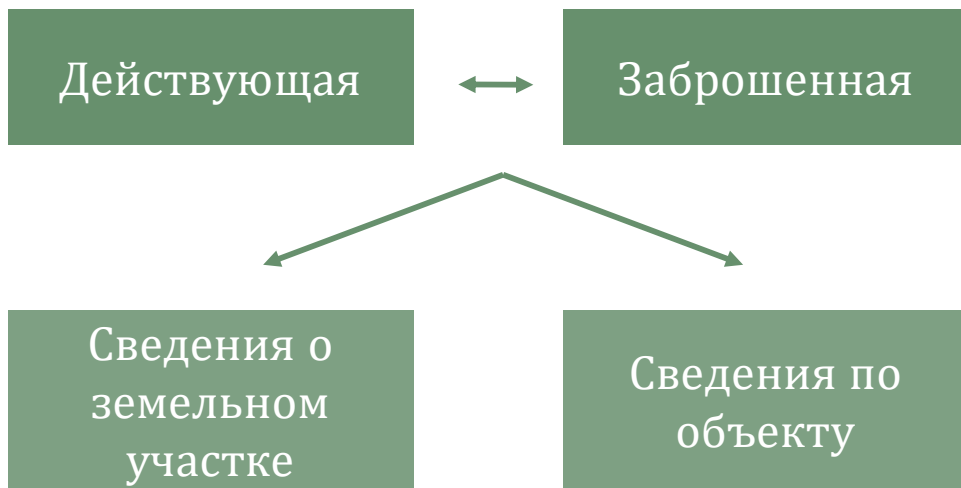 Действующая
Заброшенная
Сведения о
земельном
участке
Сведения по
объекту